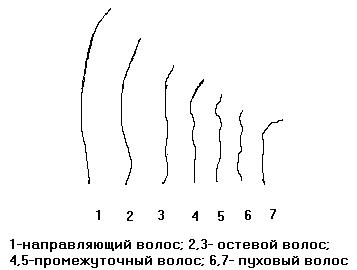 1 2 3 4 5 6 7
1-направляющий волос; 2,3- остевой волос;
4,5-промежуточный волос; 6,7- пуховый волос